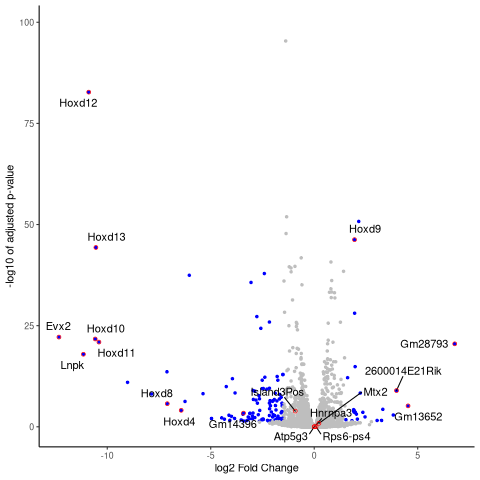 100
Hoxd12
75
-log10 of adjusted p-value
Hoxd13
Hoxd9
50
Evx2
Hoxd10
Gm28793
25
Lnpk
Hoxd11
2600014E21Rik
Hoxd8
Island3Pos
Mtx2
Hoxd4
Gm14396
Hnrnpa3
Gm13652
Atp5g3
Rps6-ps4
0
-10
-5
0
5
log2 Fold Change